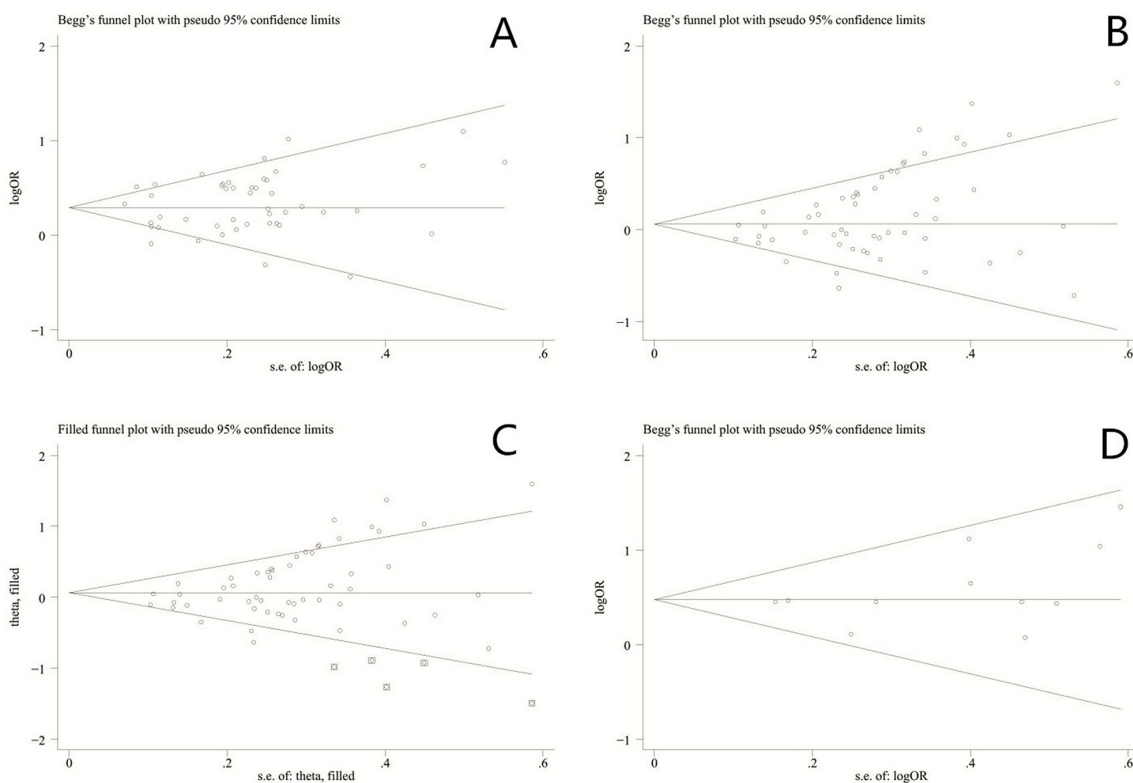 Begg's funnel plot with pseudo 95% confidence limits
A
2
1
0
−1
logOR
0 .2 .4 .6
s.e. of: logOR
Begg's funnel plot with pseudo 95% confidence limits
B
2
1
0
−1
logOR
0 .2 .4 .6
s.e. of: logOR
Filled funnel plot with pseudo 95% confidence limits
C
2
1
0
−1
−2
theta, filled
0 .2 .4 .6
s.e. of: theta, filled
Begg's funnel plot with pseudo 95% confidence limits
D
2
1
0
−1
logOR
0 .2 .4 .6
s.e. of: logOR